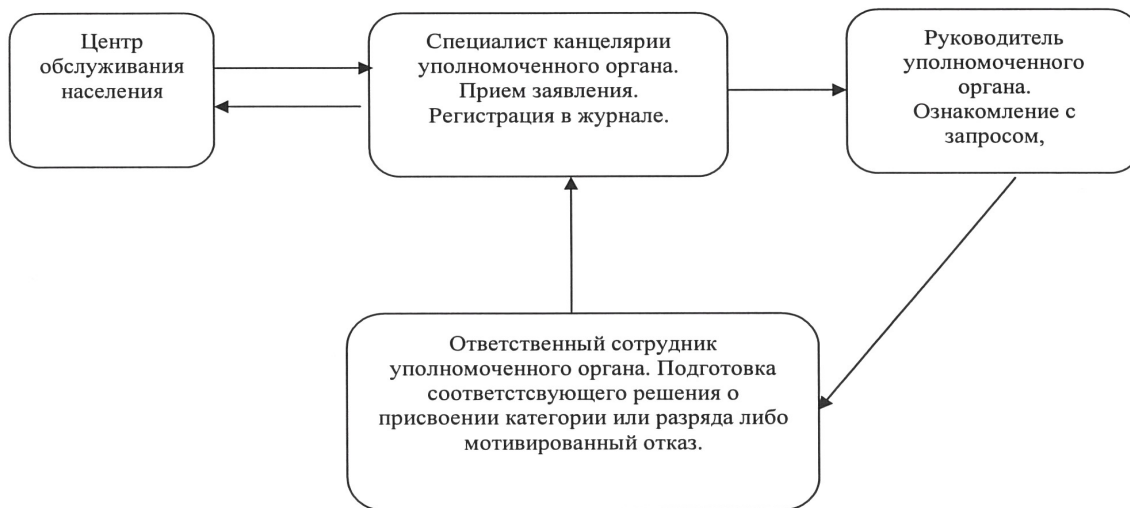 Центр
обслуживания
населения
Специалист канцелярии
уполномоченного органа.
Прием заявления.
Регистрация в журнале.
Руководитель
уполномоченного
органа.
Ознакомление с
запросом,
Ответственный сотрудник
уполномоченного органа. Подготовка
соответстсвующего решения о
присвоении категории или разряда либо
мотивированный отказ.